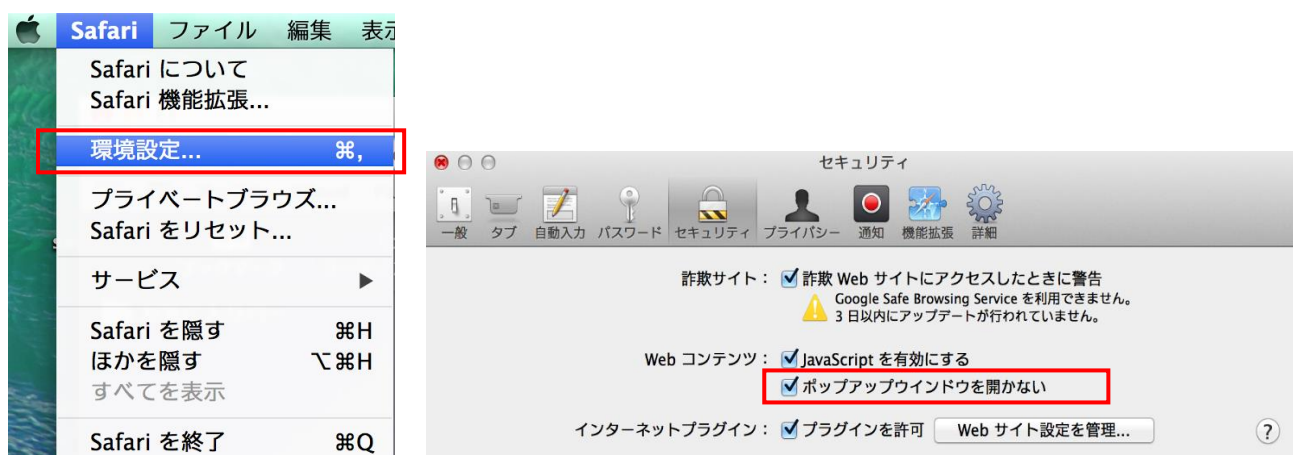 Safari ファイル 編集 表示
Safari について
Safari 機能拡張...
環境設定... ⌘,
プライベートブラウズ...
Safari をリセット...
サービス ▶
Safari を隠す ⌘H
ほかを隠す ⌥⌘H
すべてを表示
Safari を終了 ⌘Q
セキュリティ
一般 タブ 自動入力 パスワード セキュリティ プライバシー 通知 機能拡張 詳細
詐欺サイト： 詐欺 Web サイトにアクセスしたときに警告
Google Safe Browsing Service を利用できません。
3 日以内にアップデートが行われていません。
Web コンテンツ： JavaScript を有効にする
ポップアップウインドウを開かない
インターネットプラグイン： プラグインを許可 Web サイト設定を管理... ?